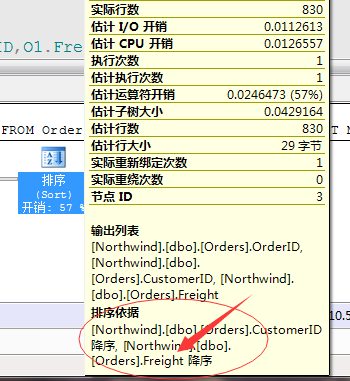 实际行数 830
估计 I/O 开销 0.0112613
估计 CPU 开销 0.0126557
执行次数 1
估计执行次数 1
估计运算符开销 0.0246473 (57%)
估计子树大小 0.0429164
估计行数 830
估计行大小 29 字节
实际重新绑定次数 1
实际重绕次数 0
节点 ID 3
ID,O1.Fre
FROM Order
T MAX
排序
(Sort)
开销: 57 %
输出列表
[Northwind].[dbo].[Orders].OrderID,
[Northwind].[dbo].
[Orders].CustomerID, [Northwind].
[dbo].[Orders].Freight
排序依据
[Northwind].[dbo].[Orders].CustomerID
降序, [Northwind].[dbo].
[Orders].Freight 降序
10.5